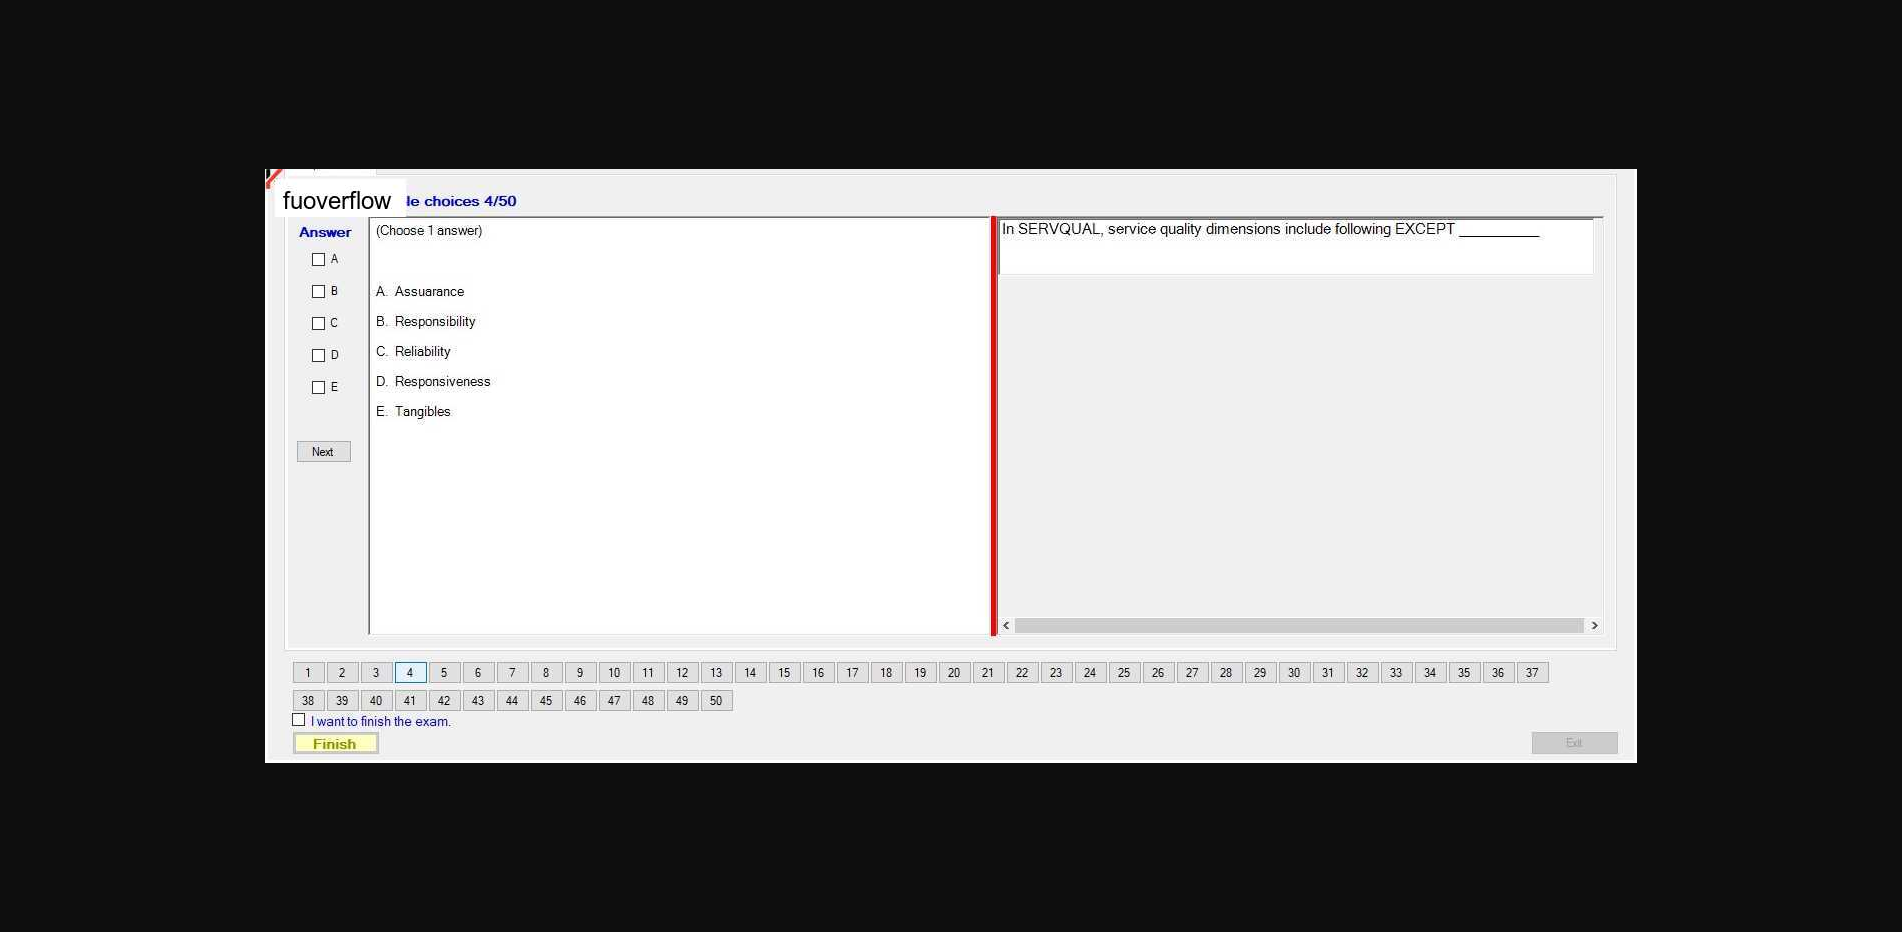 fuoverflow
le choices 4/50
Answer
(Choose 1 answer)
In SERVQUAL, service quality dimensions include following EXCEPT __________
A
B
C
D
E
A. Assuarance
B. Responsibility
C. Reliability
D. Responsiveness
E. Tangibles
Next
1 2 3 4 5 6 7 8 9 10 11 12 13 14 15 16 17 18 19 20 21 22 23 24 25 26 27 28 29 30 31 32 33 34 35 36 37
38 39 40 41 42 43 44 45 46 47 48 49 50
I want to finish the exam.
Finish
Exit